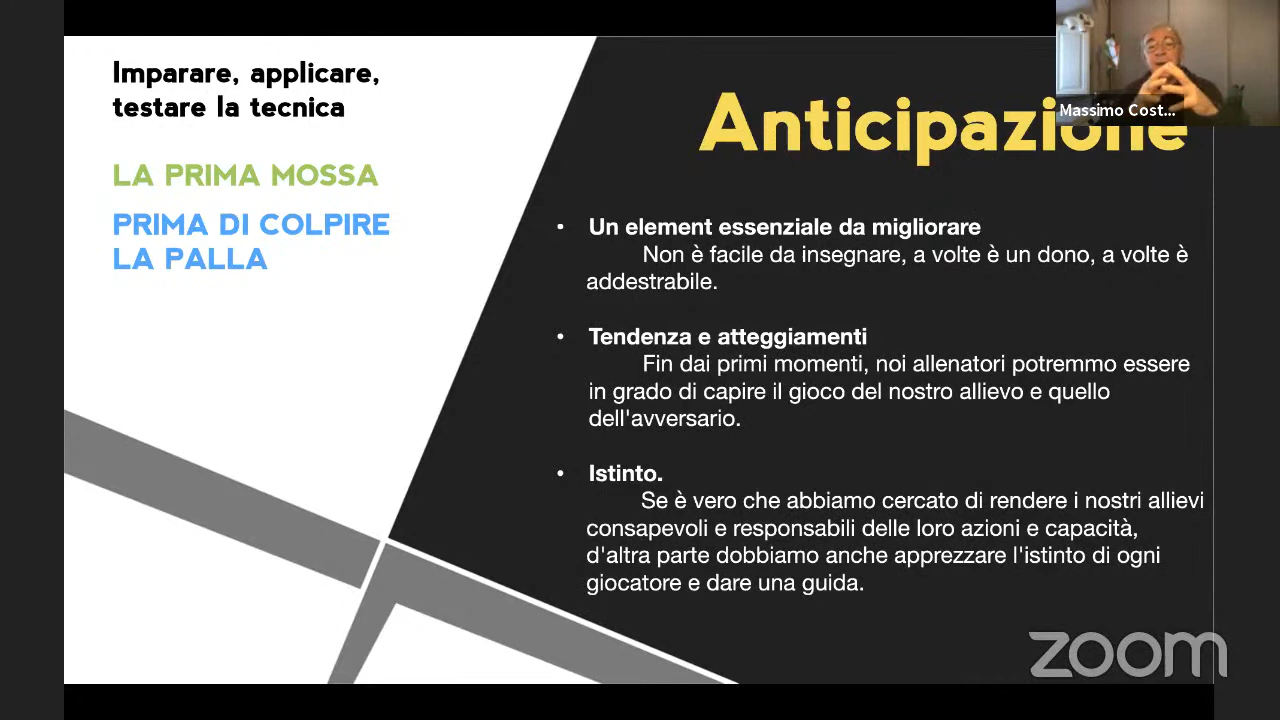 Imparare, applicare,
testare la tecnica
LA PRIMA MOSSA
PRIMA DI COLPIRE
LA PALLA
Anticipazione
Massimo Cost...
• Un element essenziale da migliorare
Non è facile da insegnare, a volte è un dono, a volte è
addestrabile.
• Tendenza e atteggiamenti
Fin dai primi momenti, noi allenatori potremmo essere
in grado di capire il gioco del nostro allievo e quello
dell'avversario.
• Istinto.
Se è vero che abbiamo cercato di rendere i nostri allievi
consapevoli e responsabili delle loro azioni e capacità,
d'altra parte dobbiamo anche apprezzare l'istinto di ogni
giocatore e dare una guida.
zoom